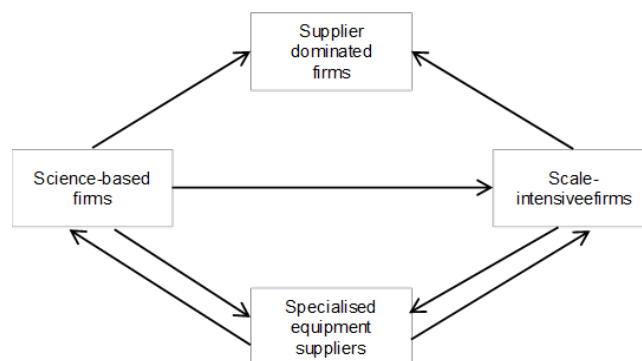 Supplier
dominated
firms
Science-based
firms
Scale-
intensiveefirms
Specialised
equipment
suppliers